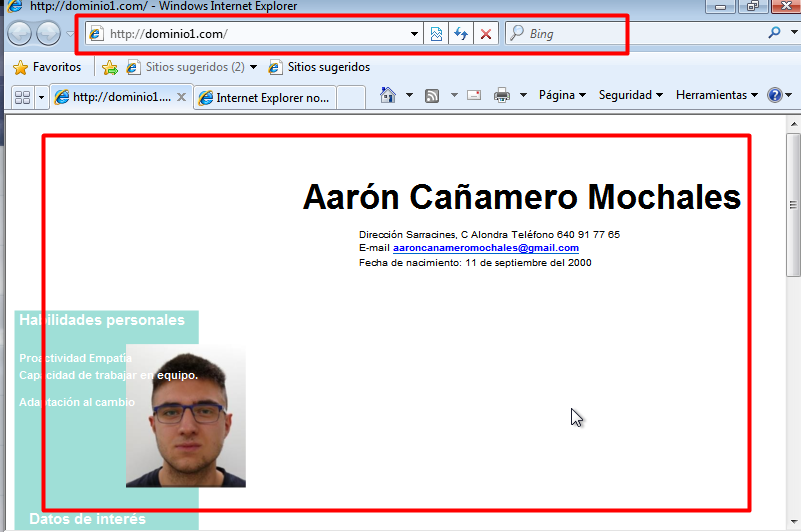 http://dominio1.com/ - Windows Internet Explorer
http://dominio1.com/
Bing
Favoritos
Sitios sugeridos (2)
Sitios sugeridos
http://dominio1....
Internet Explorer no...
Página
Seguridad
Herramientas
Aarón Cañamero Mochales
Dirección Sarracines, C Alondra Teléfono 640 91 77 65
E-mail aaroncanameromochales@gmail.com
Fecha de nacimiento: 11 de septiembre del 2000
Habilidades personales
Proactividad Empatia
Capacidad de trabajar en equipo.
Adaptación al cambio
Datos de interés